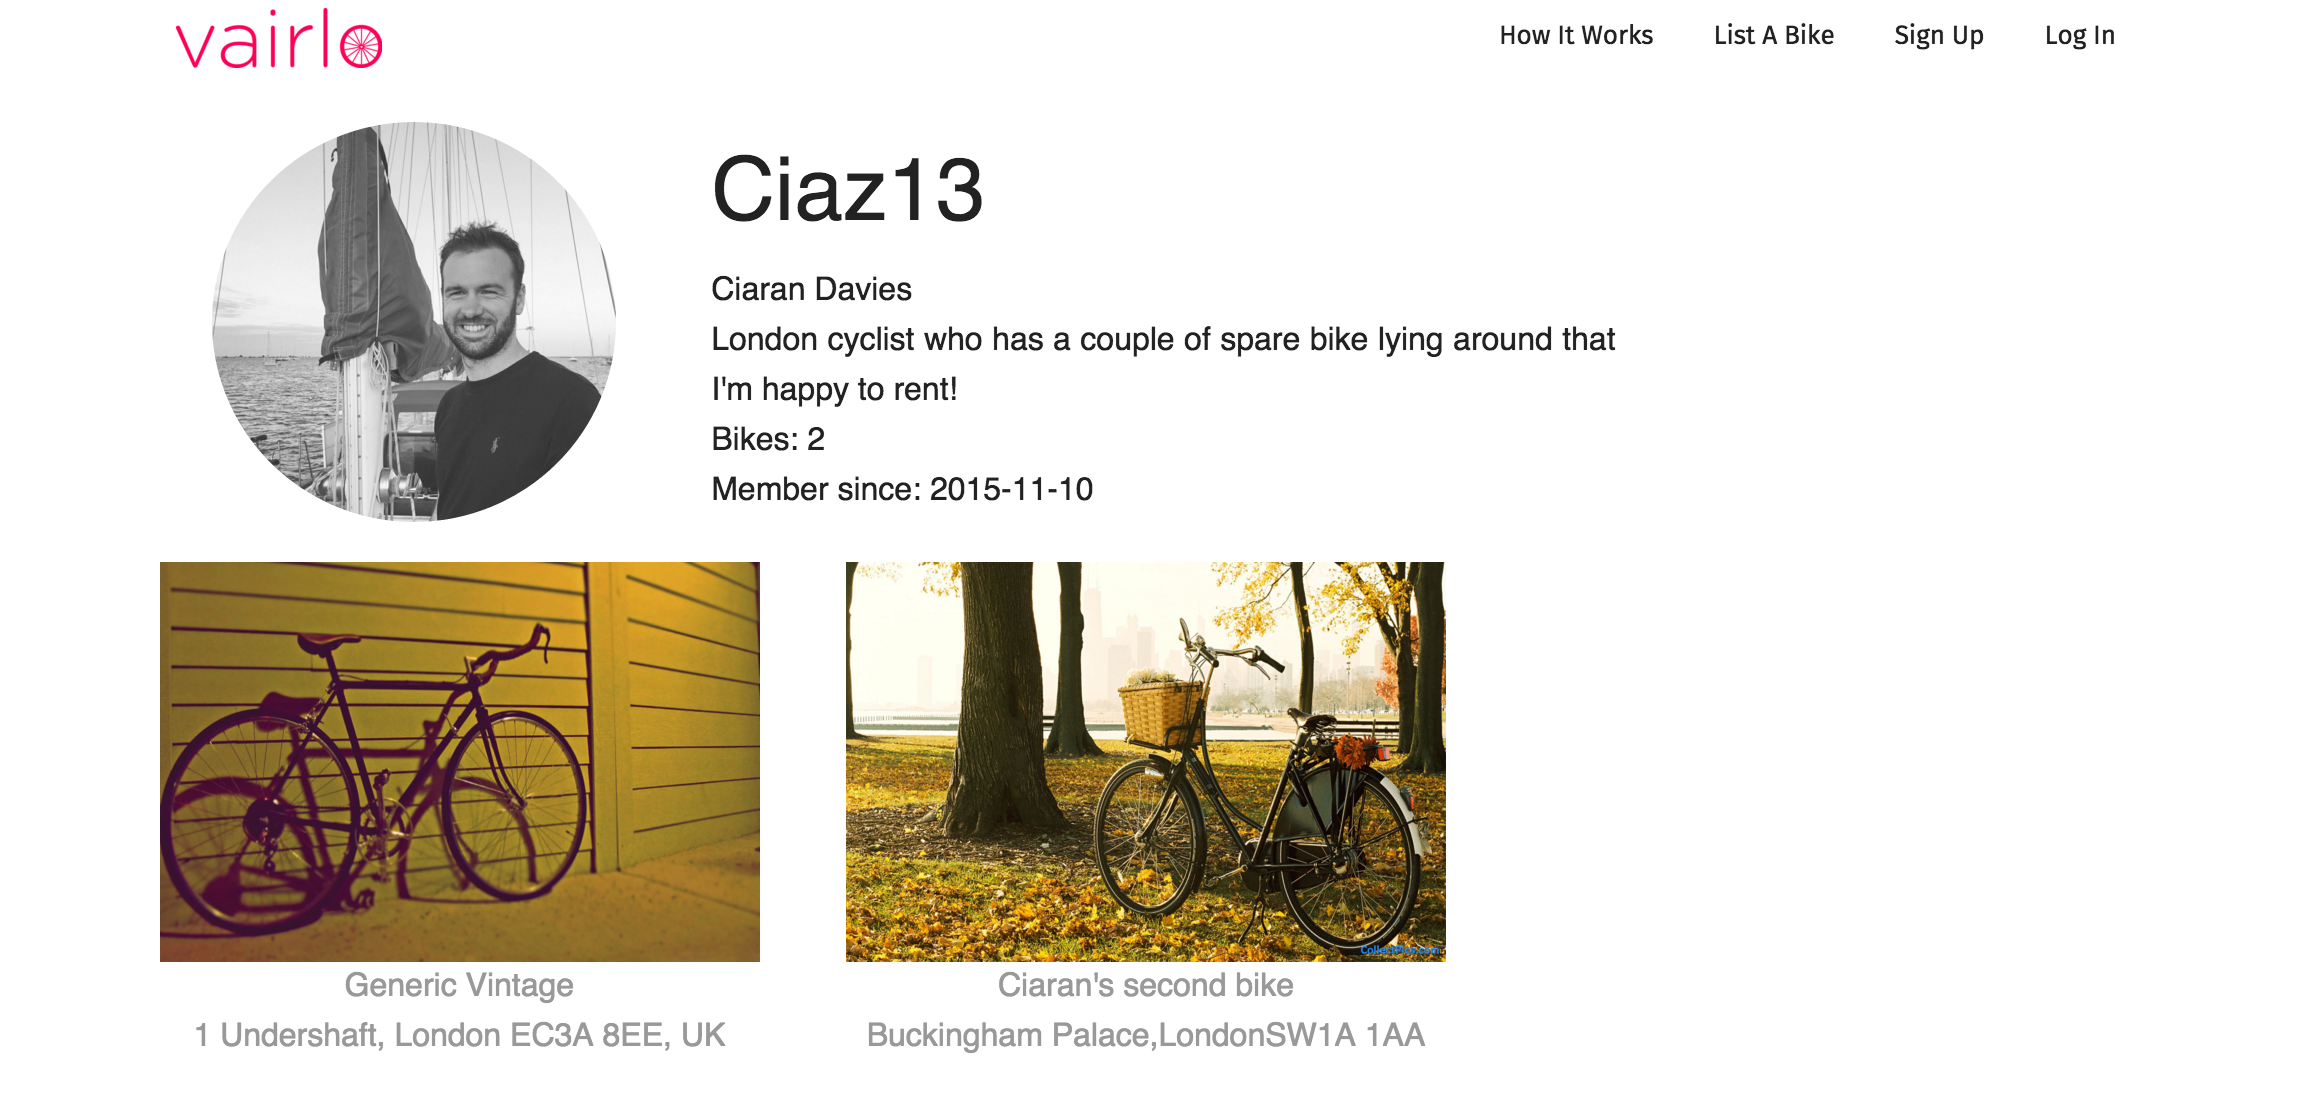 vairlo
How It Works
List A Bike
Sign Up
Log In
Ciaz13
Ciaran Davies
London cyclist who has a couple of spare bike lying around that
I'm happy to rent!
Bikes: 2
Member since: 2015-11-10
CollectPics.com
Generic Vintage
1 Undershaft, London EC3A 8EE, UK
Ciaran's second bike
Buckingham Palace,LondonSW1A 1AA